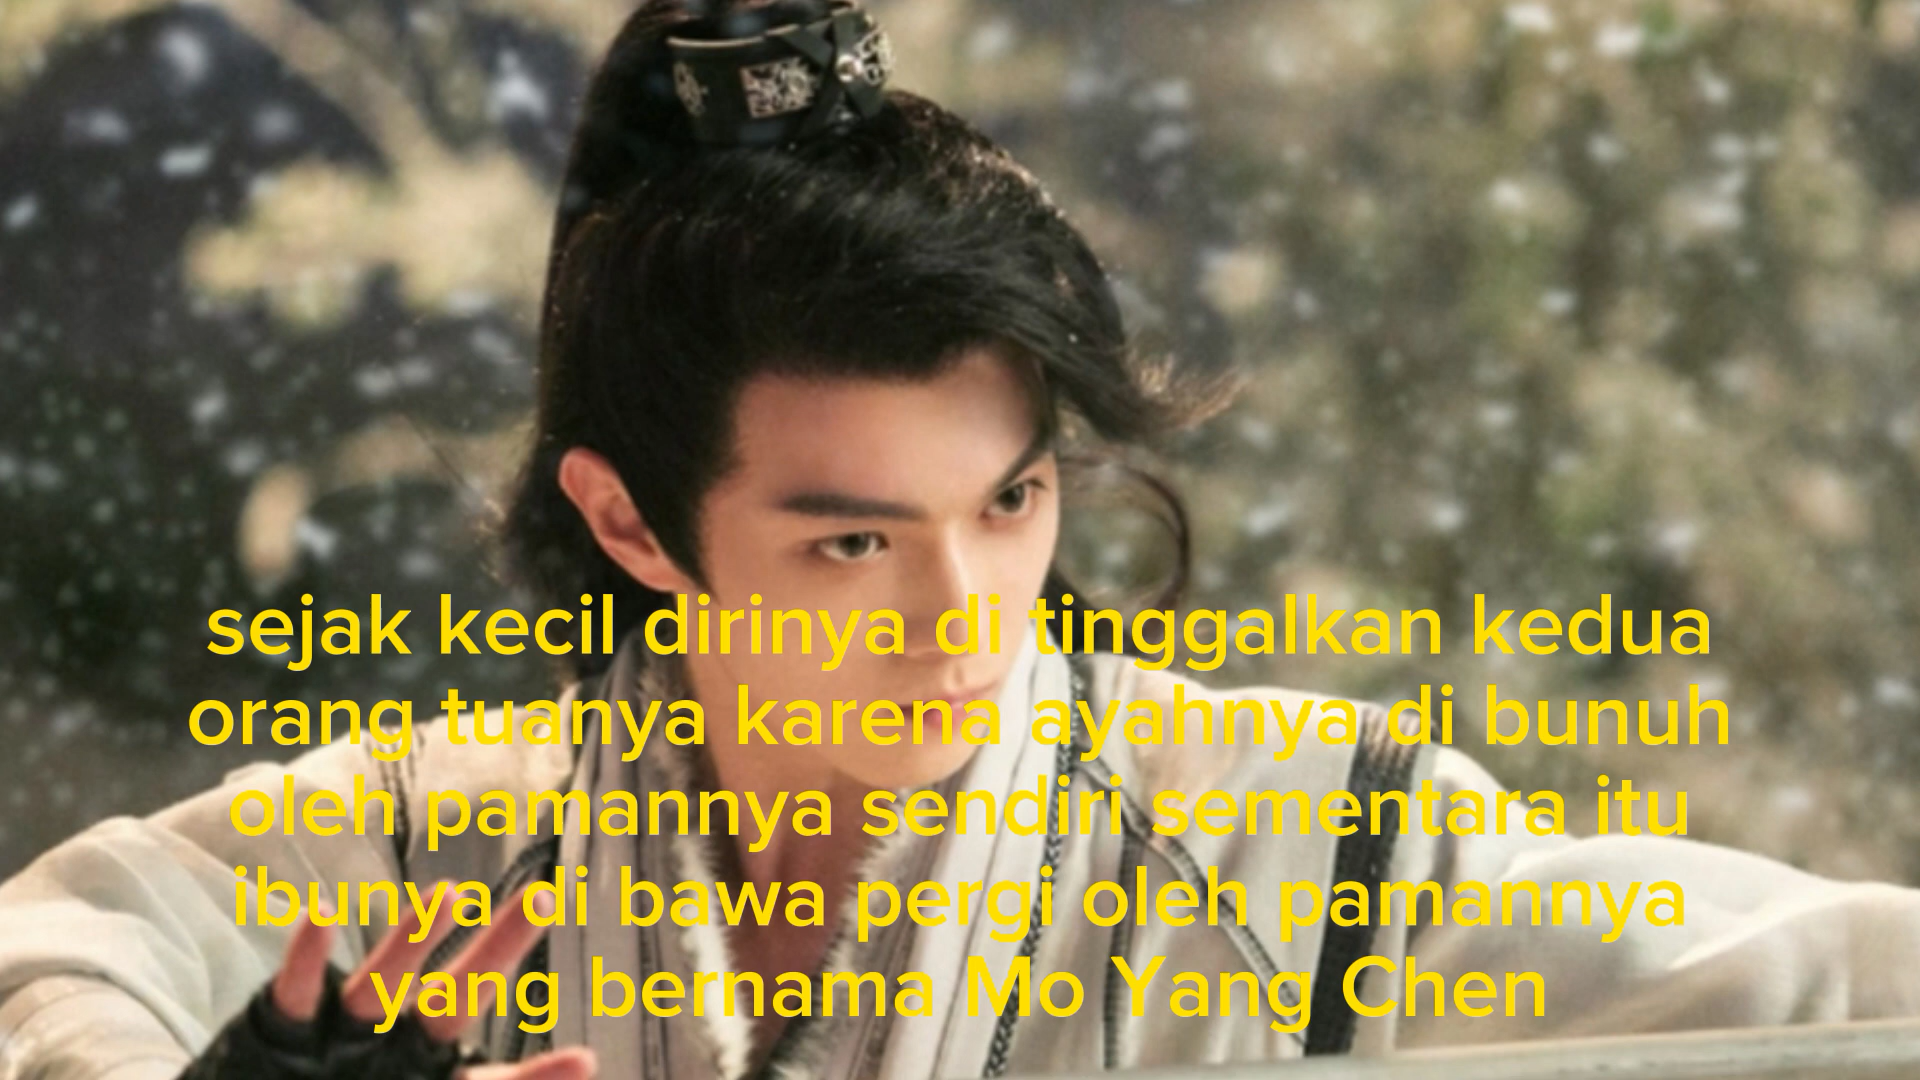 sejak kecil dirinya di tinggalkan kedua
orang tuanya karena ayahnya di bunuh
oleh pamannya sendiri sementara itu
ibunya di bawa pergi oleh pamannya
yang bernama Mo Yang Chen